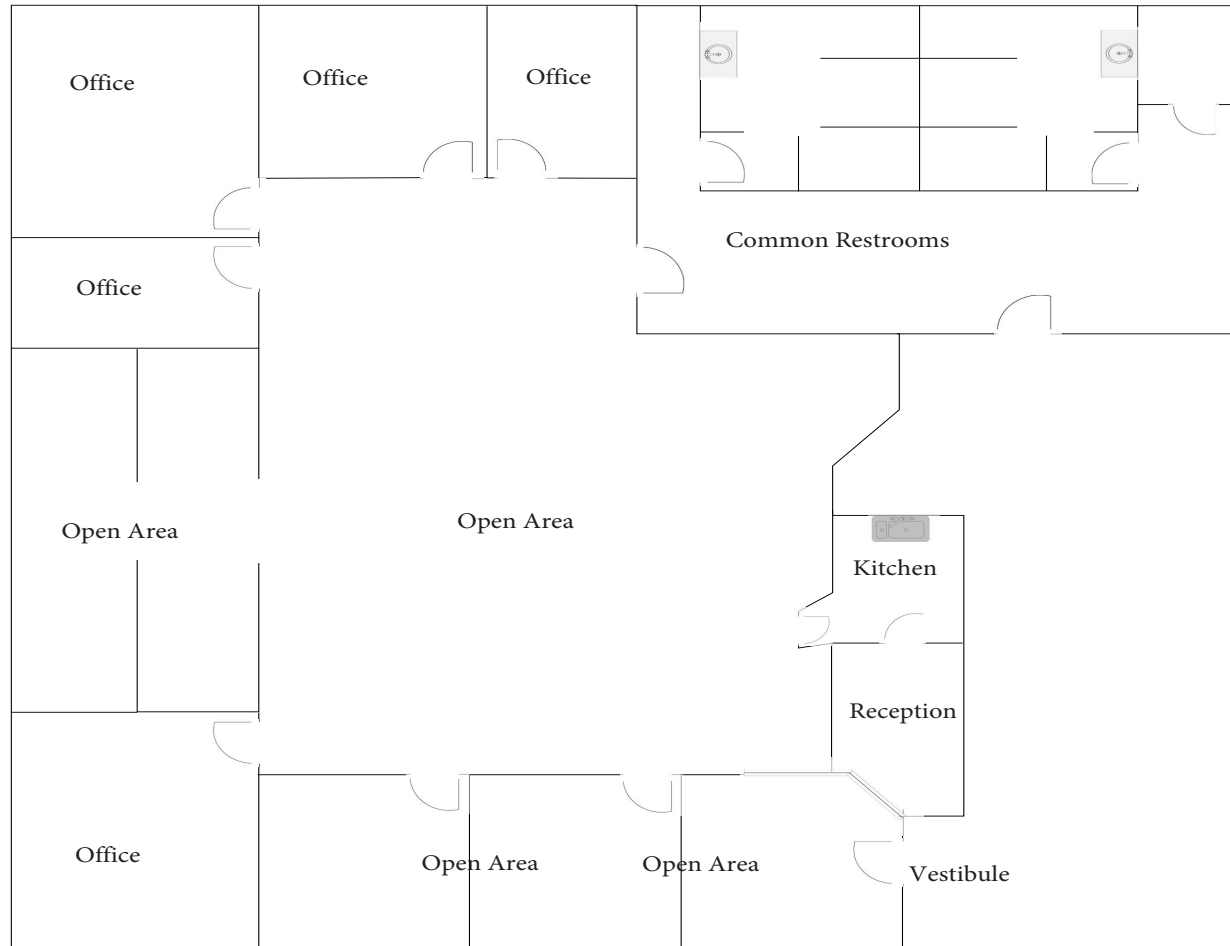 Office
Office
Office
Common Restrooms
Office
Open Area
Open Area
Kitchen
Reception
Office
Open Area
Open Area
Vestibule